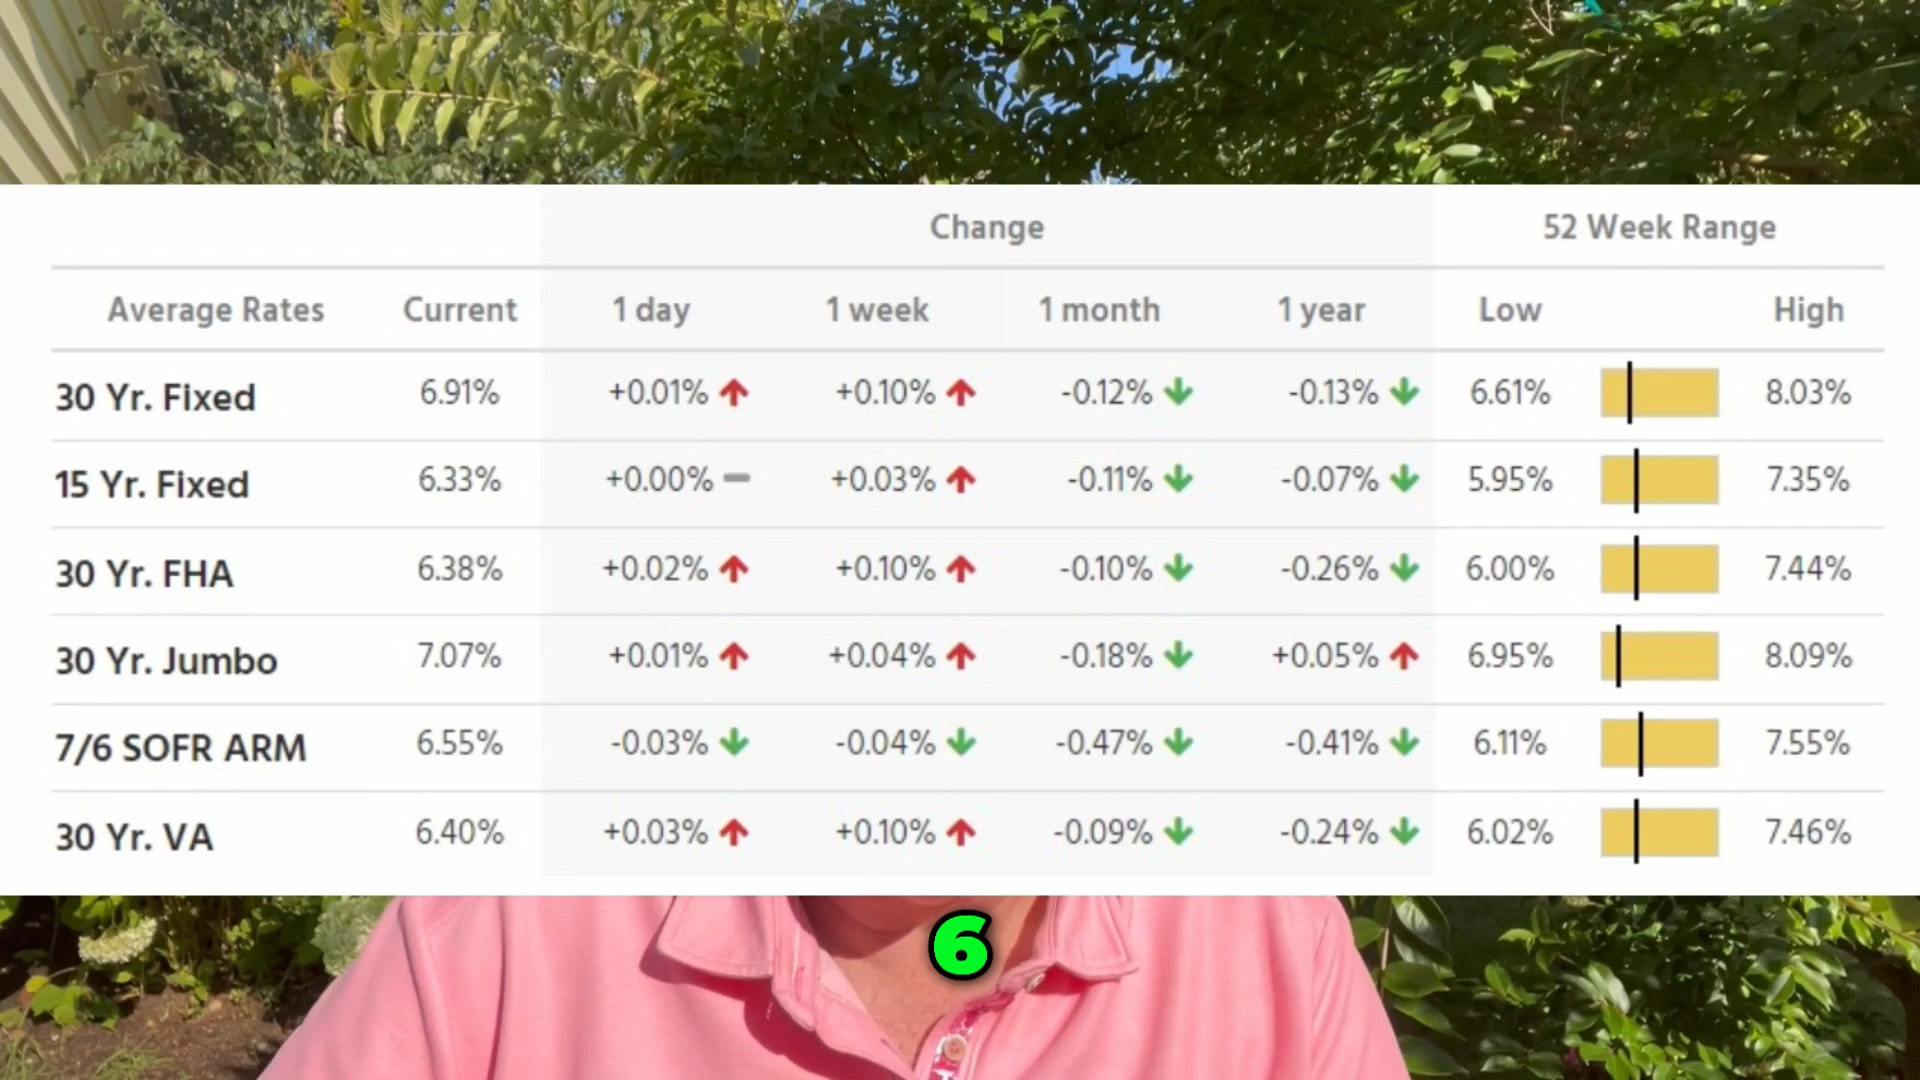 Change 52 Week Range
Average Rates Current 1 day 1 week 1 month 1 year Low High
30 Yr. Fixed 6.91% +0.01% +0.10% -0.12% -0.13% 6.61% 8.03%
15 Yr. Fixed 6.33% +0.00% +0.03% -0.11% -0.07% 5.95% 7.35%
30 Yr. FHA 6.38% +0.02% +0.10% -0.10% -0.26% 6.00% 7.44%
30 Yr. Jumbo 7.07% +0.01% +0.04% -0.18% +0.05% 6.95% 8.09%
7/6 SOFR ARM 6.55% -0.03% -0.04% -0.47% -0.41% 6.11% 7.55%
30 Yr. VA 6.40% +0.03% +0.10% -0.09% -0.24% 6.02% 7.46%
6